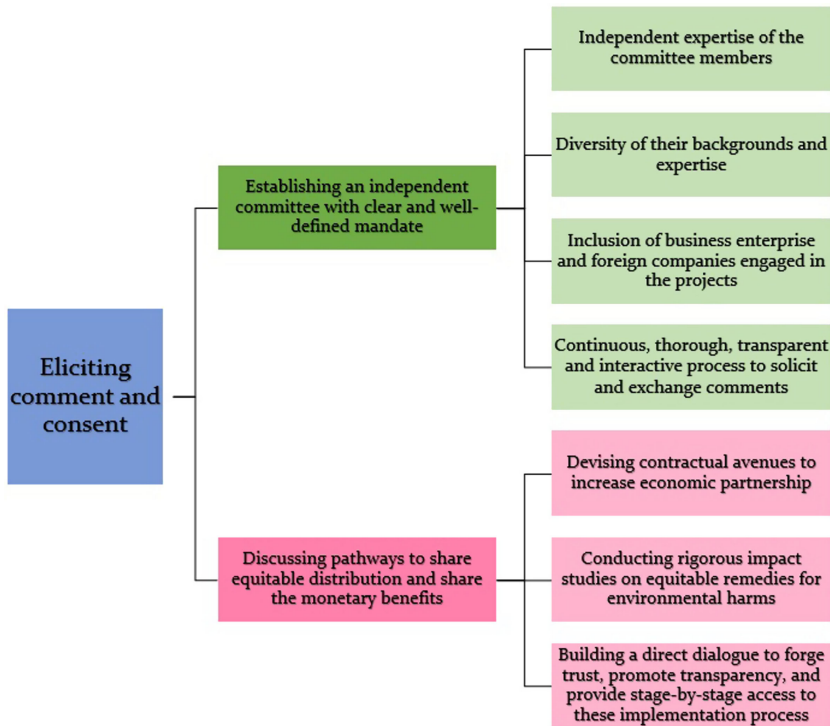 Eliciting
comment and
consent
Establishing an independent
committee with clear and well-
defined mandate
Independent expertise of the
committee members
Diversity of their backgrounds and
expertise
Inclusion of business enterprise
and foreign companies engaged in
the projects
Continuous, thorough, transparent
and interactive process to solicit
and exchange comments
Discussing pathways to share
equitable distribution and share
the monetary benefits
Devising contractual avenues to
increase economic partnership
Conducting rigorous impact
studies on equitable remedies for
environmental harms
Building a direct dialogue to forge
trust, promote transparency, and
provide stage-by-stage access to
these implementation process